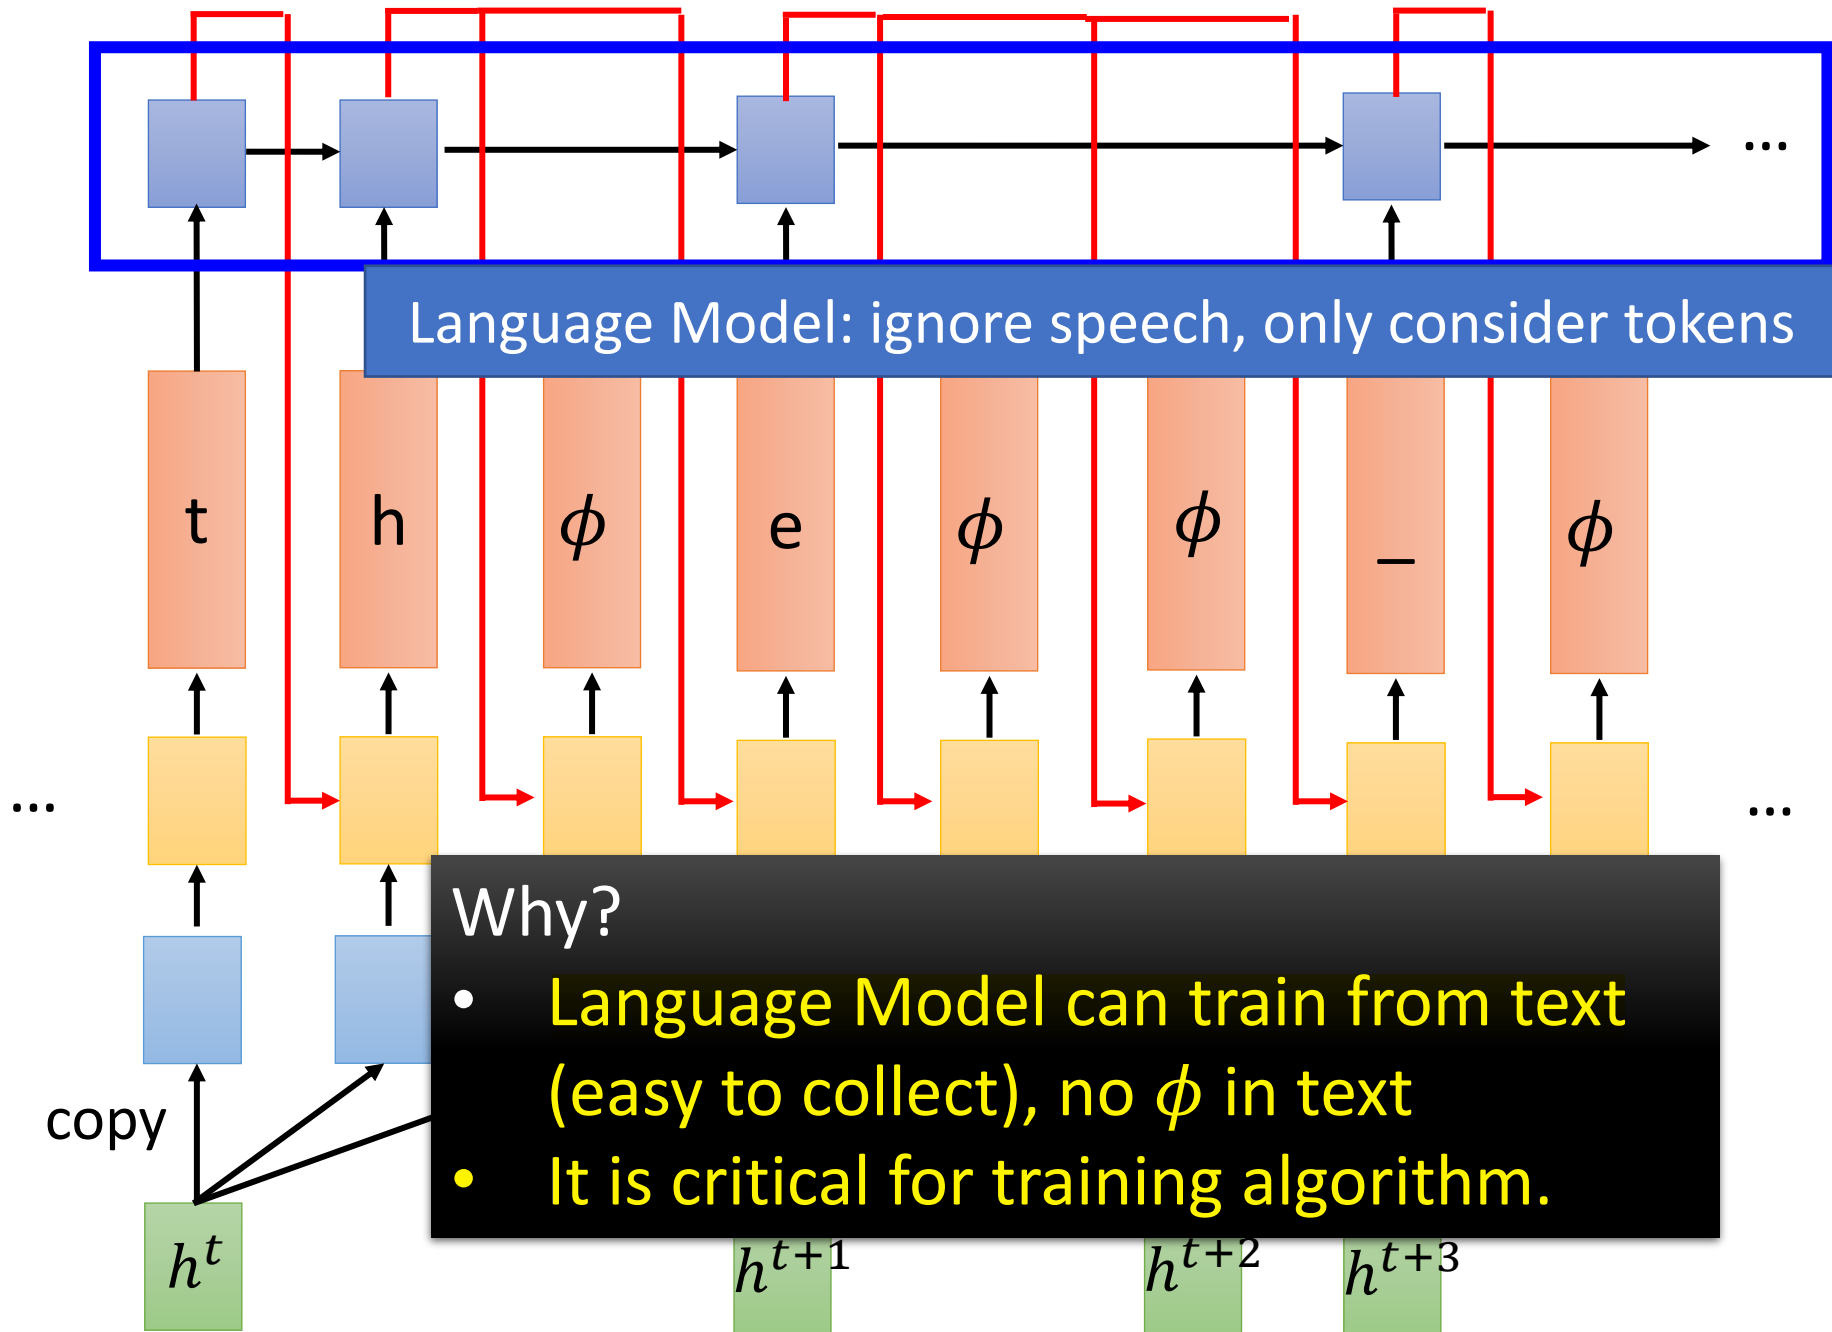 ...
Language Model: ignore speech, only consider tokens
t h ϕ e ϕ ϕ _ ϕ
... ...
Why?
• Language Model can train from text
(easy to collect), no ϕ in text
copy
• It is critical for training algorithm.
h^t h^{t+1} h^{t+2} h^{t+3}